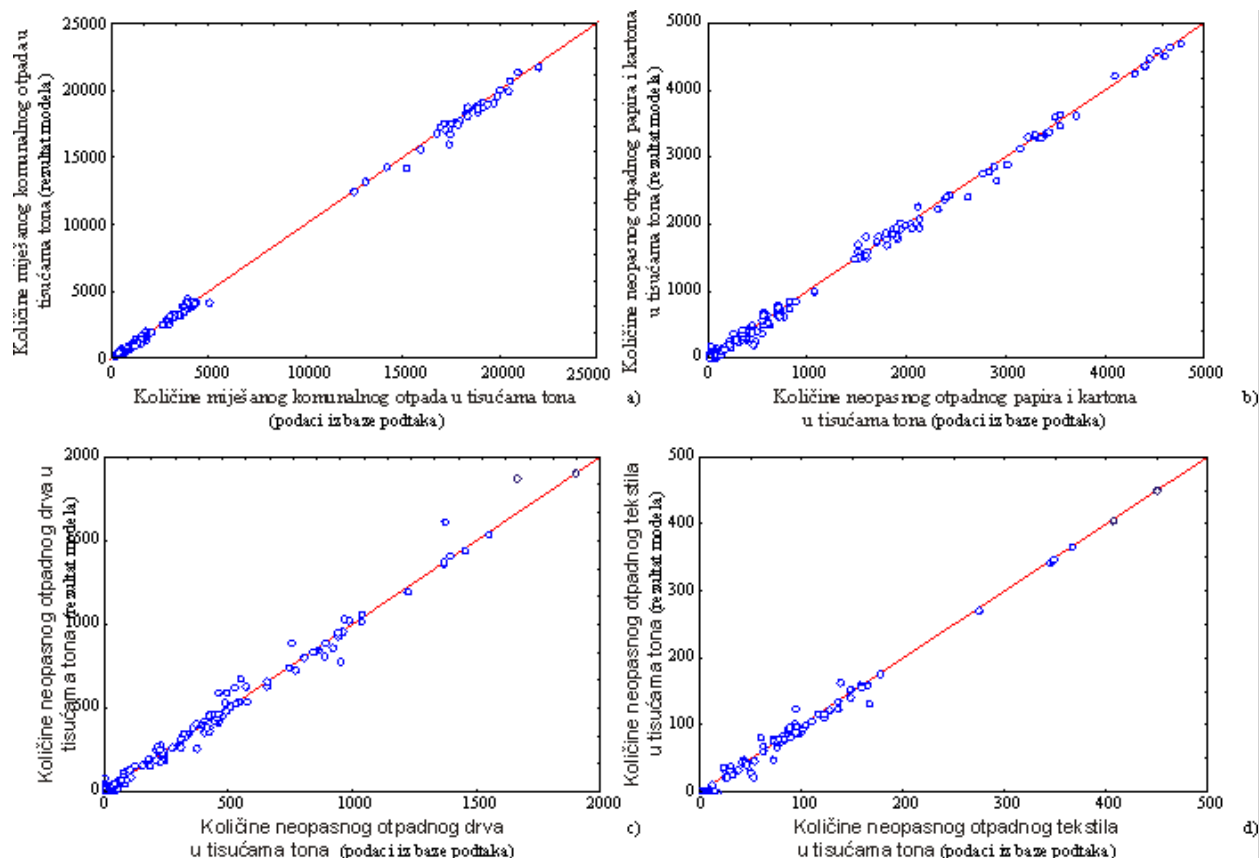 Količine miješanog komunalnog otpada u
tisućama tona (rezultat modela)
25000
20000
15000
10000
5000
0
0
5000
10000
15000
20000
25000
Količine miješanog komunalnog otpada u tisućama tona
(podaci iz baze podtaka)
a)
Količine neopasnog otpadnog papira i kartona
u tisućama tona (rezultat modela)
5000
4000
3000
2000
1000
0
0
1000
2000
3000
4000
5000
Količine neopasnog otpadnog papira i kartona
u tisućama tona (podaci iz baze podtaka)
b)
Količine neopasnog otpadnog drva u
tisućama tona (rezultat modela)
2000
1500
1000
500
0
0
500
1000
1500
2000
Količine neopasnog otpadnog drva
u tisućama tona (podaci iz baze podtaka)
c)
Količine neopasnog otpadnog tekstila
u tisućama tona (rezultat modela)
500
400
300
200
100
0
0
100
200
300
400
500
Količine neopasnog otpadnog tekstila
u tisućama tona (podaci iz baze podtaka)
d)